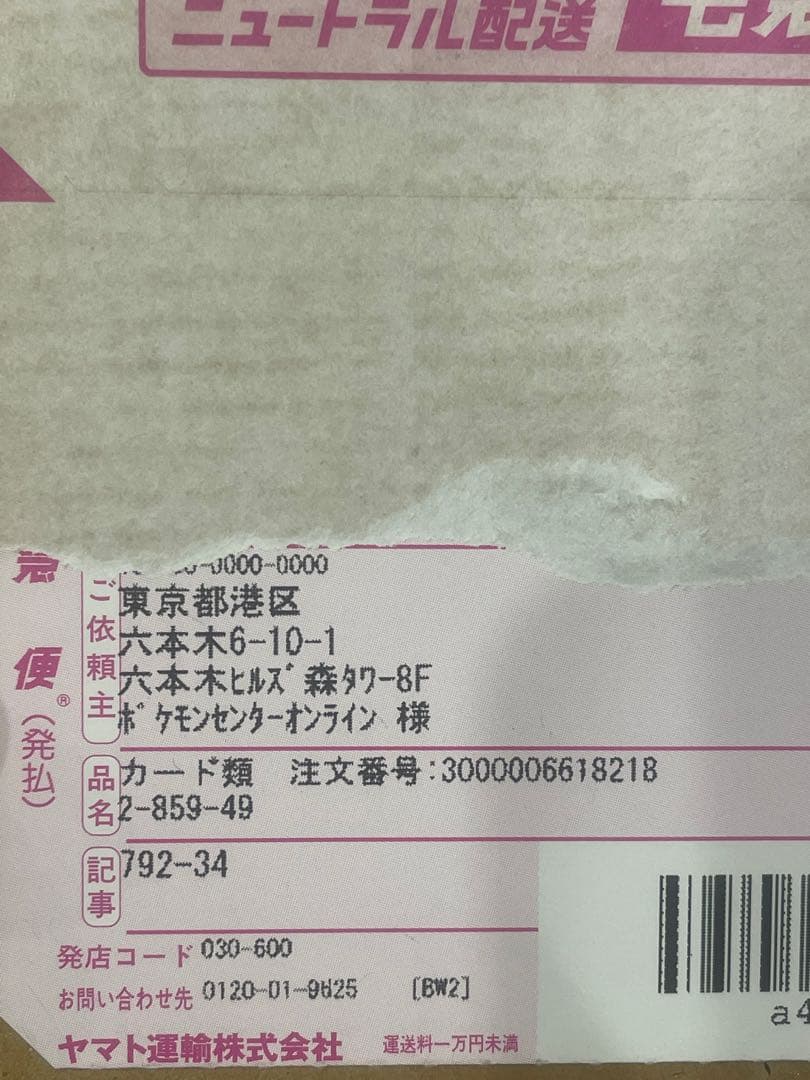 ニュートラル配送
宅急
急便®（発払）
0-0000-0000
ご依頼主
東京都港区
六本木6-10-1
六本木ﾋﾙｽﾞ森ﾀﾜｰ8F
ﾎﾟｹﾓﾝｾﾝﾀｰｵﾝﾗｲﾝ 様
品名
カード類 注文番号:3000006618218
2-859-49
記事
792-34
発店コード 030-600
お問い合わせ先 0120-01-9625 [BW2]
ヤマト運輸株式会社 運送料一万円未満
a4